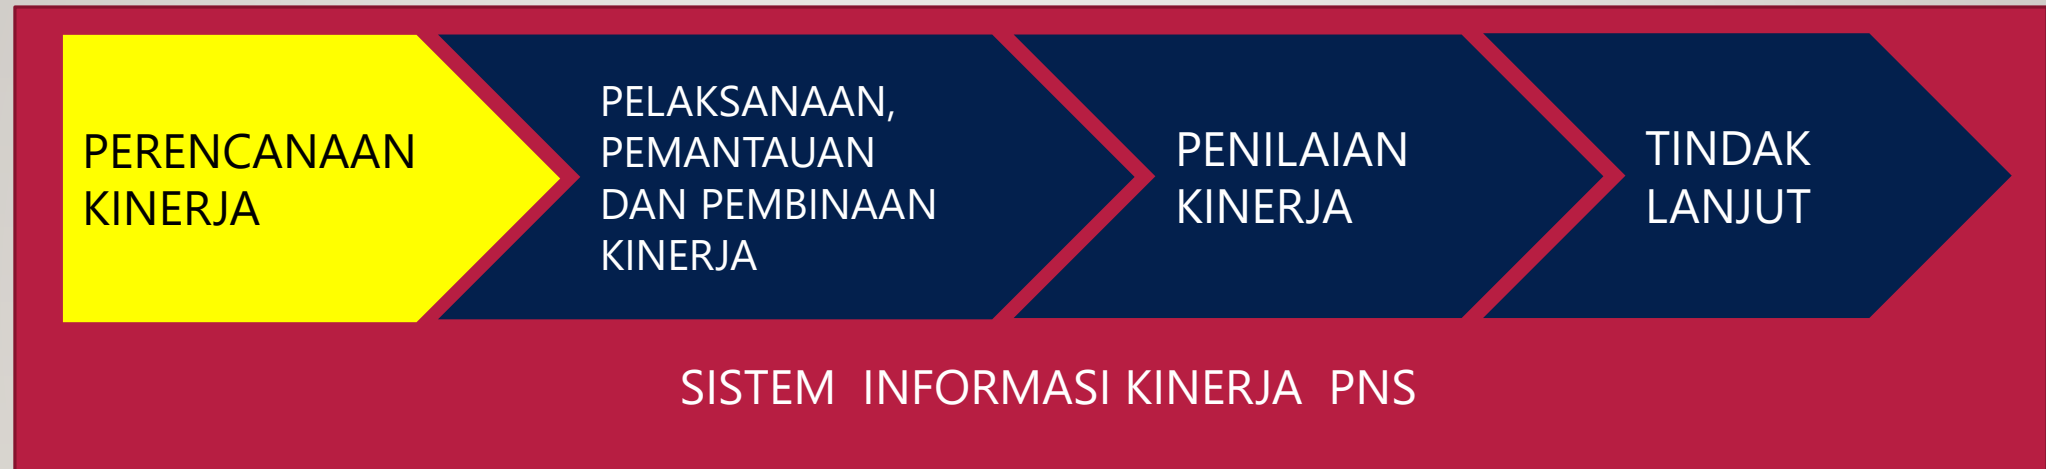 PERENCANAAN
KINERJA
PELAKSANAAN,
PEMANTAUAN
DAN PEMBINAAN
KINERJA
PENILAIAN
KINERJA
TINDAK
LANJUT
SISTEM INFORMASI KINERJA PNS